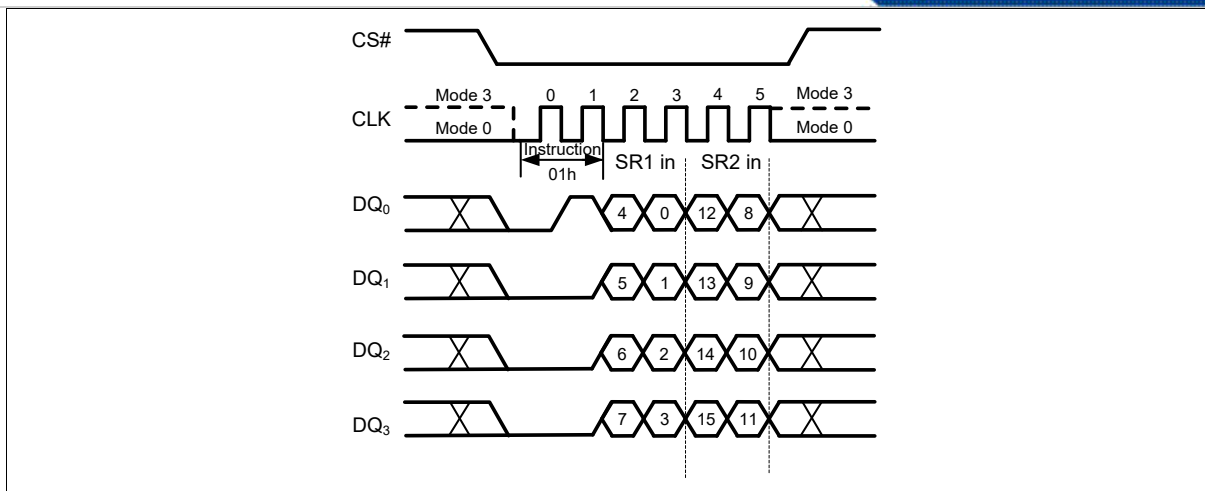 CS#
Mode 3 0 1 2 3 4 5 Mode 3
CLK
Mode 0 Mode 0
Instruction SR1 in SR2 in
01h
DQ0 4 0 12 8
DQ1 5 1 13 9
DQ2 6 2 14 10
DQ3 7 3 15 11